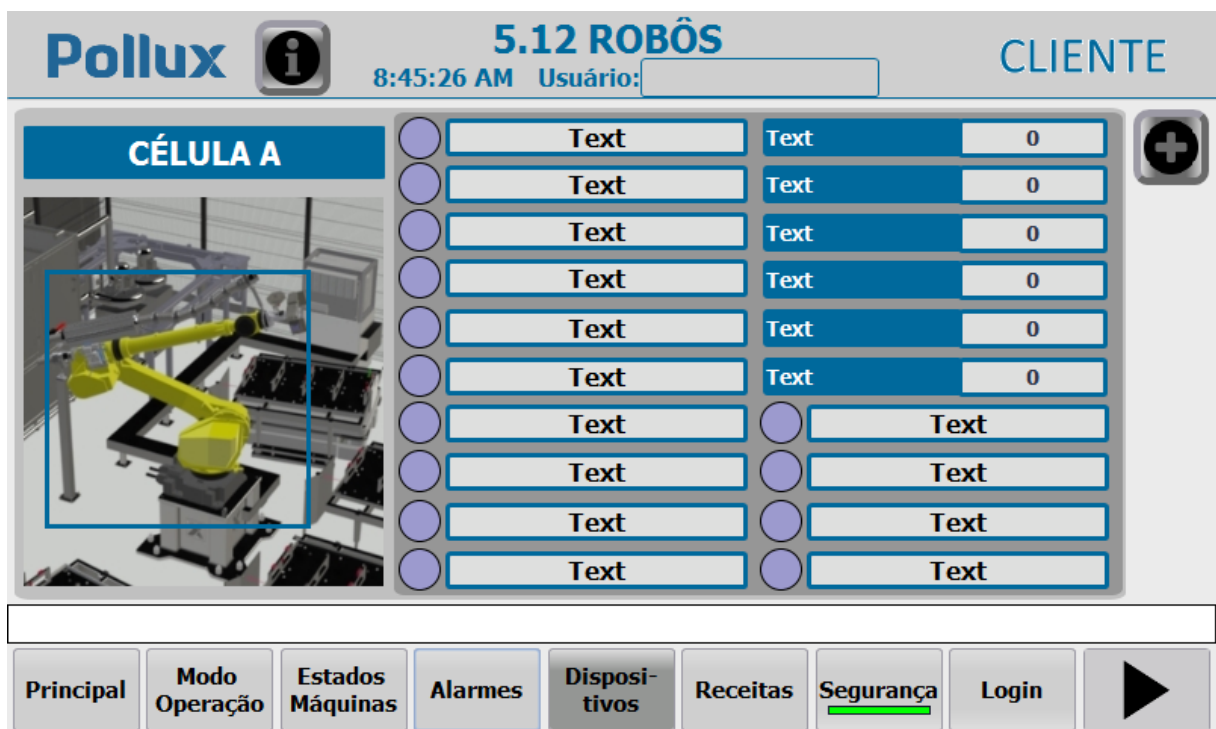 Pollux
5.12 ROBÔS
8:45:26 AM Usuário:
CLIENTE
CÉLULA A
Text
Text 0
Text
Text 0
Text
Text 0
Text
Text 0
Text
Text 0
Text
Text 0
Text
Text
Text
Text
Text
Text
Text
Text
Principal
Modo
Operação
Estados
Máquinas
Alarmes
Disposi-
tivos
Receitas
Segurança
Login